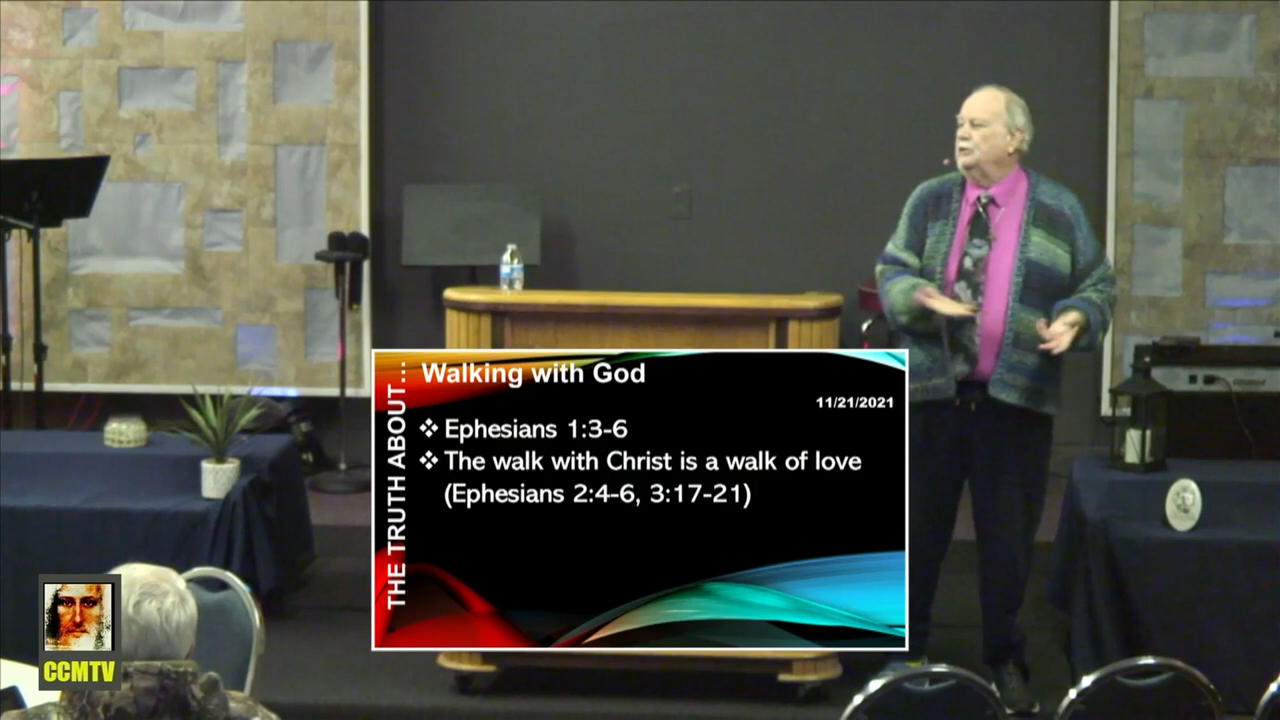 THE TRUTH ABOUT...
Walking with God
11/21/2021
❖ Ephesians 1:3-6
❖ The walk with Christ is a walk of love
(Ephesians 2:4-6, 3:17-21)
CCMTV